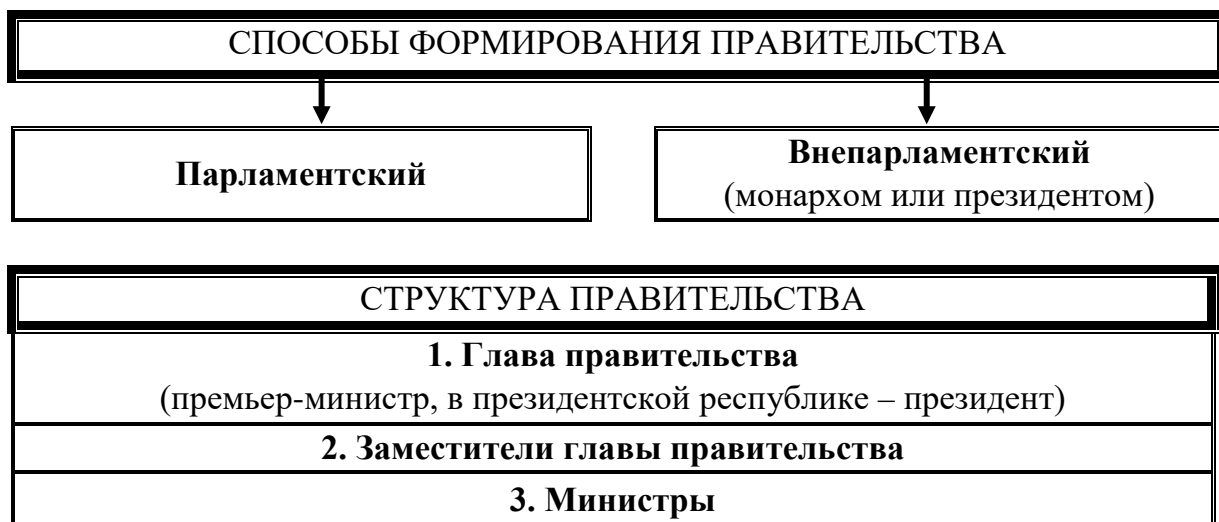 СПОСОБЫ ФОРМИРОВАНИЯ ПРАВИТЕЛЬСТВА
Парламентский
Внепарламентский
(монархом или президентом)
СТРУКТУРА ПРАВИТЕЛЬСТВА
1. Глава правительства
(премьер-министр, в президентской республике – президент)
2. Заместители главы правительства
3. Министры